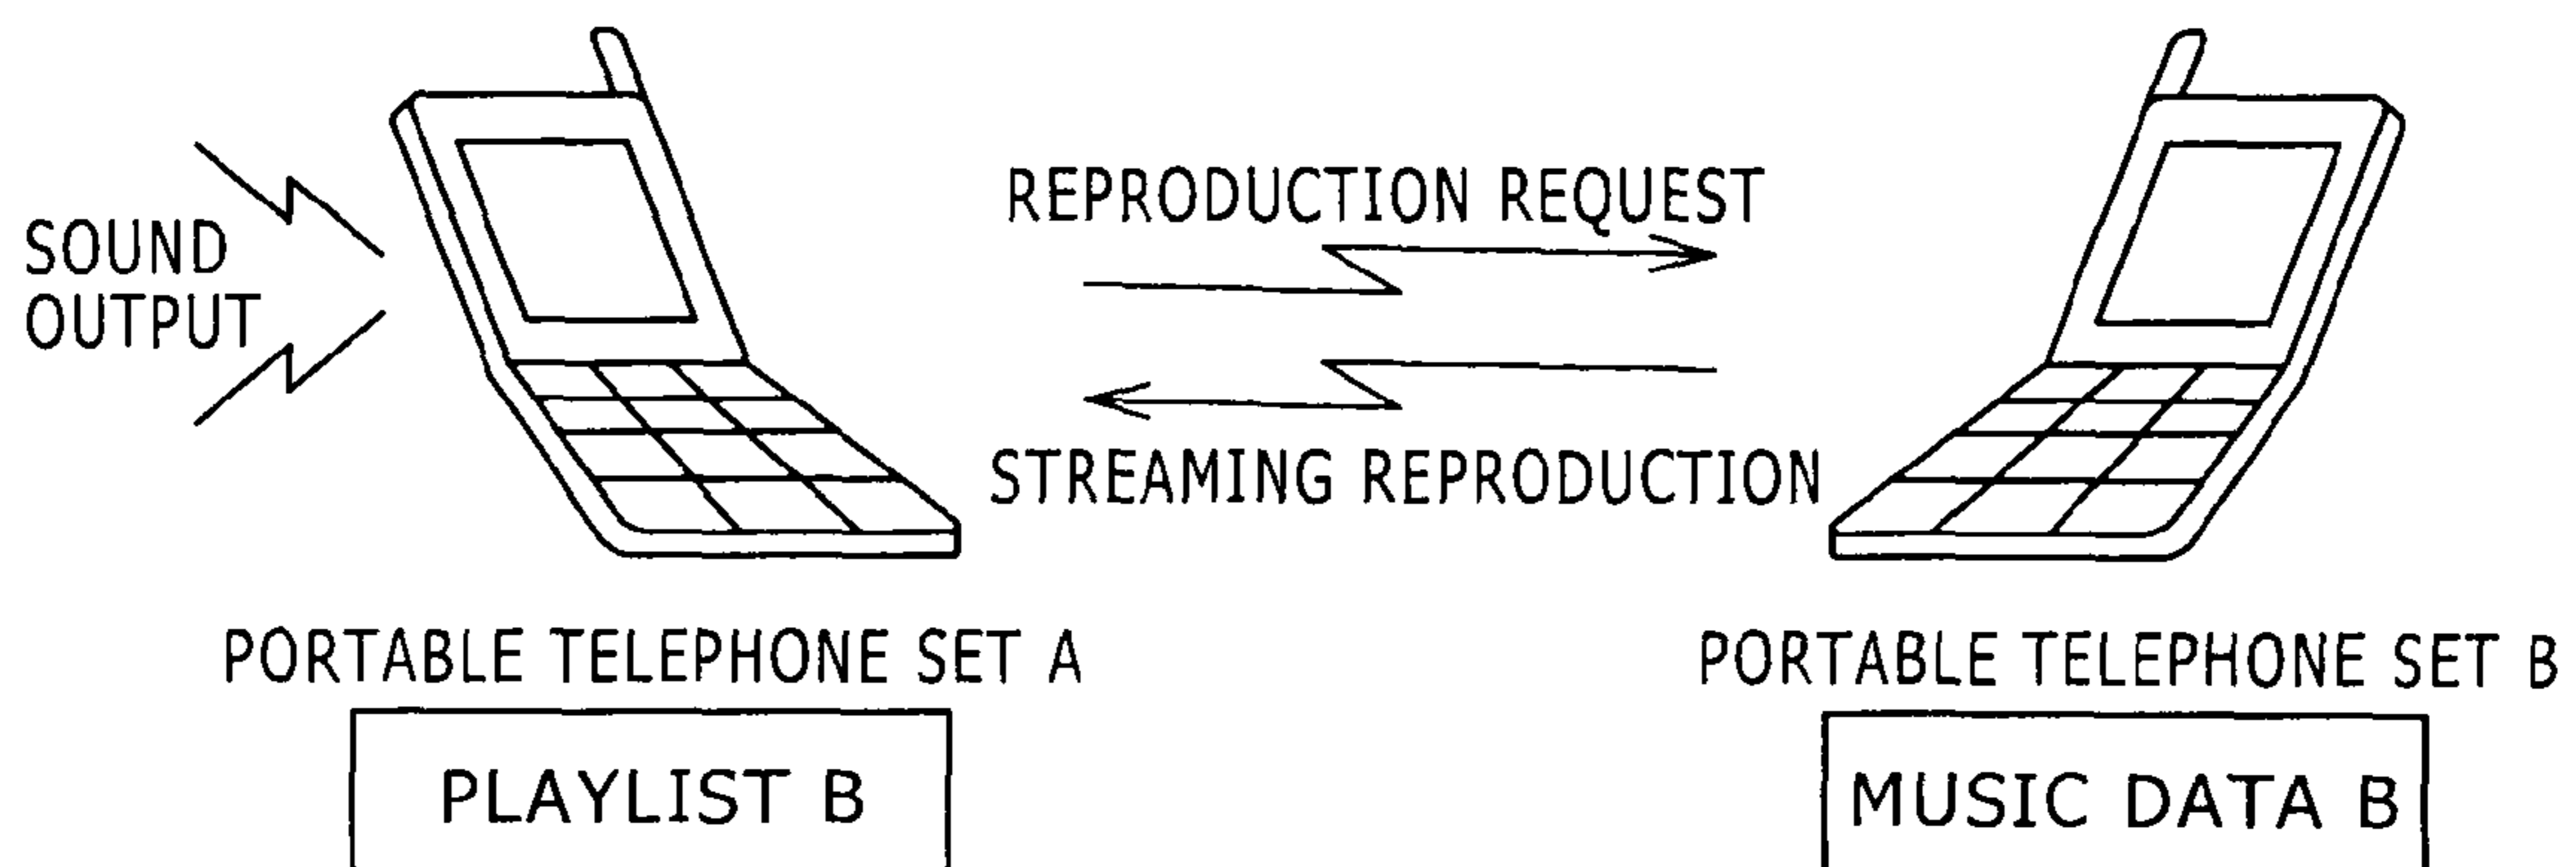 REPRODUCTION REQUEST
SOUND
OUTPUT
STREAMING REPRODUCTION
PORTABLE TELEPHONE SET A
PORTABLE TELEPHONE SET B
PLAYLIST B
MUSIC DATA B